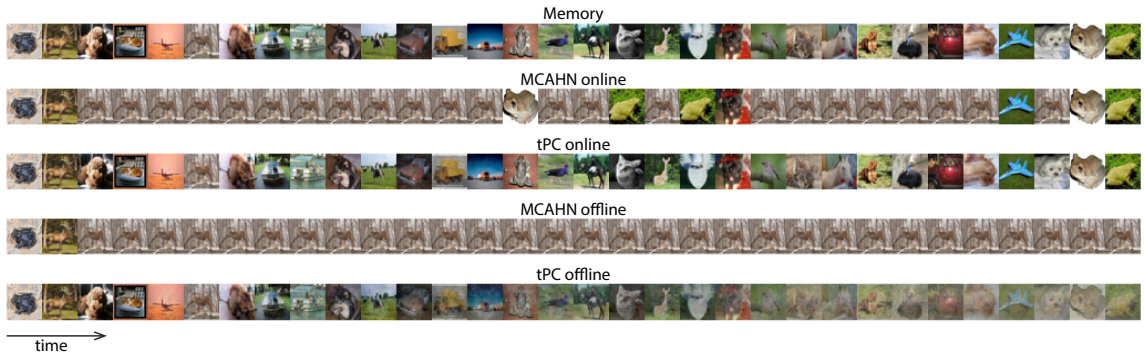 Memory
MCAHN online
tPC online
MCAHN offline
tPC offline
time